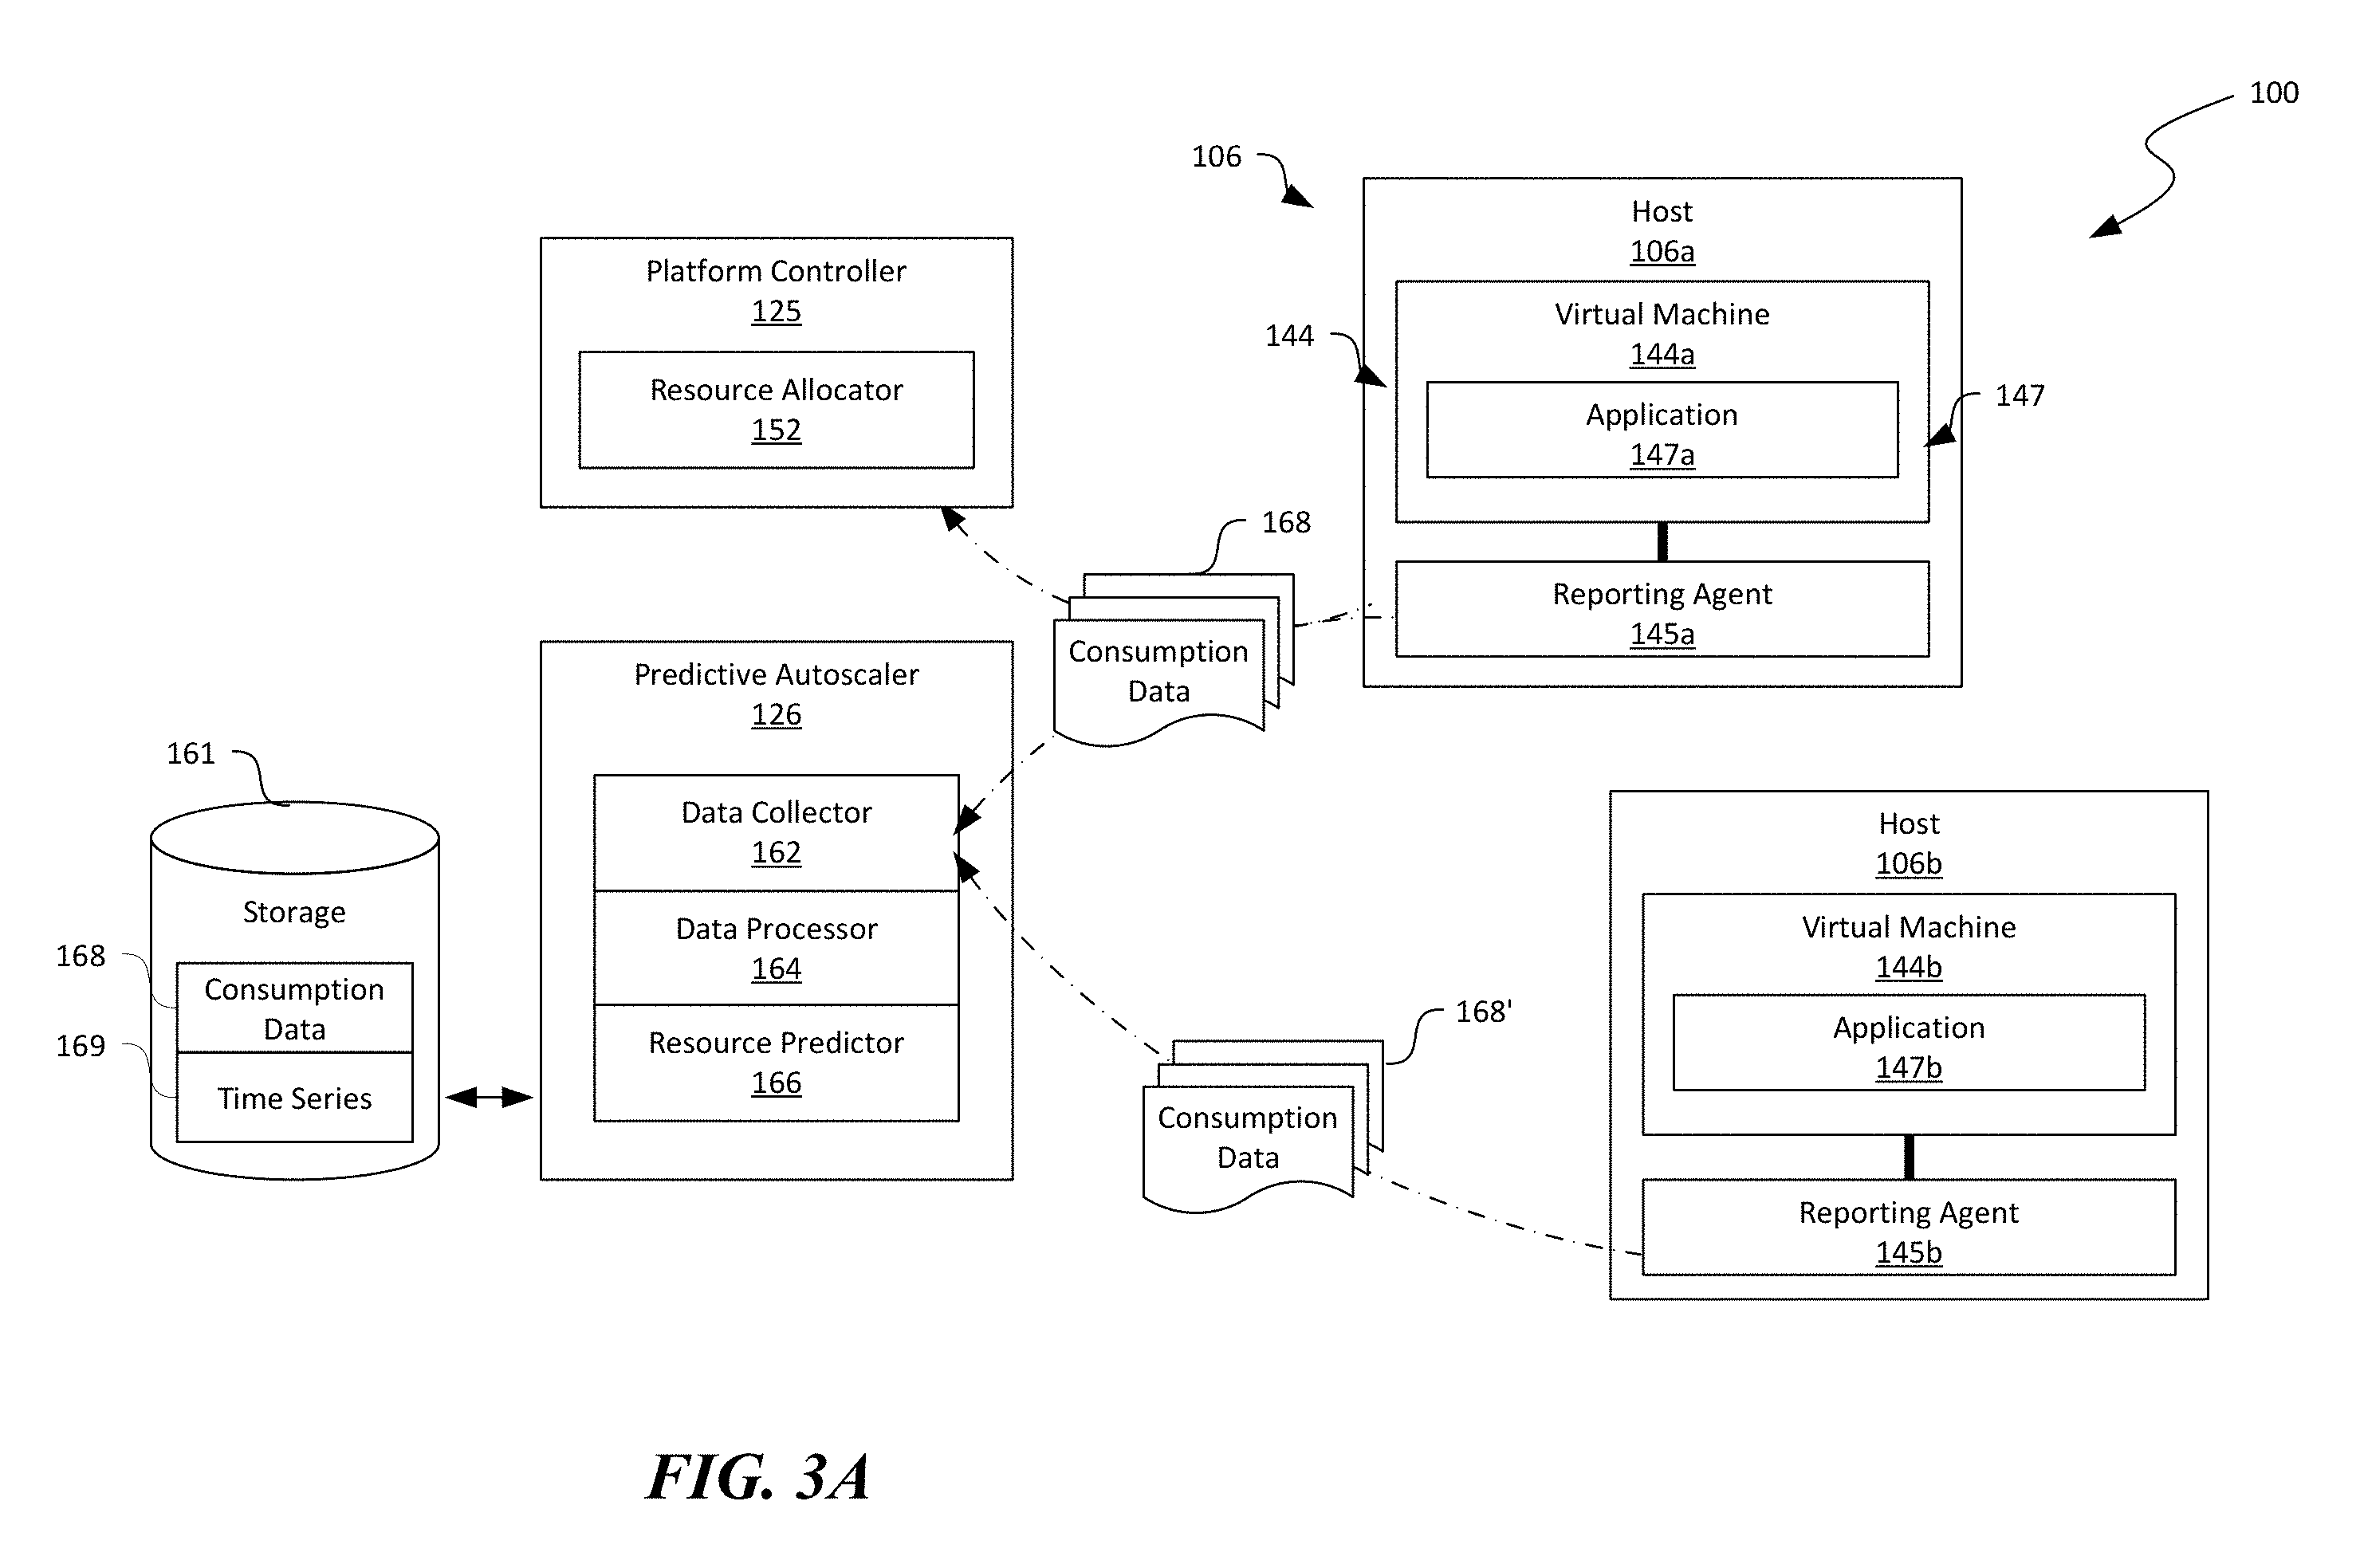 100
106
Host
106a
Platform Controller
125
Virtual Machine
144a
144
Resource Allocator
152
Application
147a
147
168
Reporting Agent
145a
Consumption
Data
Predictive Autoscaler
126
161
Data Collector
162
Host
106b
Storage
Data Processor
164
Virtual Machine
144b
168
Consumption
Data
169
Time Series
Resource Predictor
166
168'
Application
147b
Consumption
Data
Reporting Agent
145b
FIG. 3A